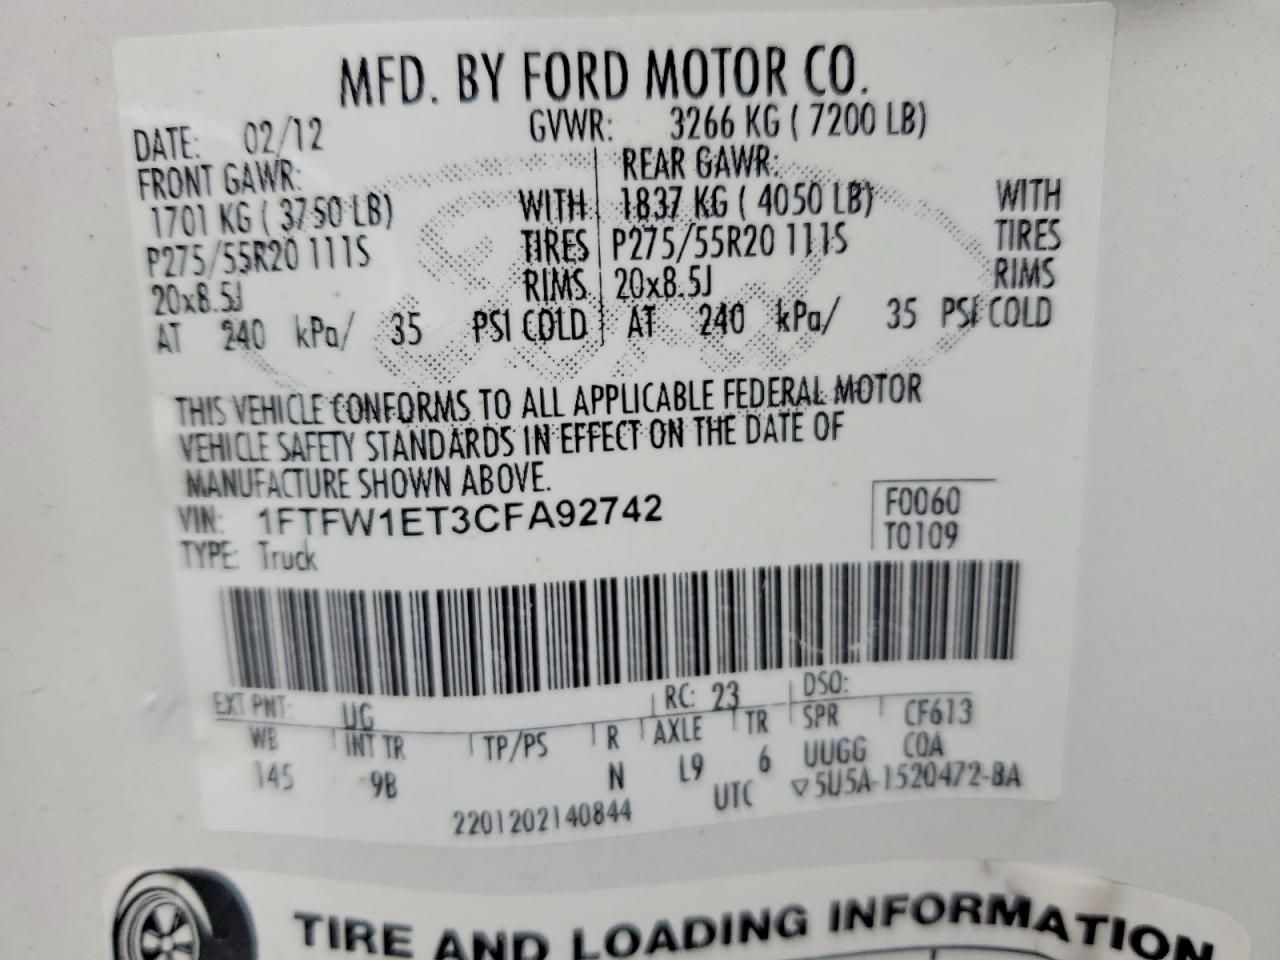 MFD. BY FORD MOTOR CO.
DATE: 02/12 GVWR: 3266 KG ( 7200 LB)
FRONT GAWR: REAR GAWR:
1701 KG ( 3750 LB) WITH 1837 KG ( 4050 LB) WITH
P275/55R20 111S TIRES P275/55R20 111S TIRES
20x8.5J RIMS 20x8.5J RIMS
AT 240 kPa/ 35 PSI COLD AT 240 kPa/ 35 PSI COLD
THIS VEHICLE CONFORMS TO ALL APPLICABLE FEDERAL MOTOR
VEHICLE SAFETY STANDARDS IN EFFECT ON THE DATE OF
MANUFACTURE SHOWN ABOVE.
VIN: 1FTFW1ET3CFA92742 F0060
TYPE: Truck T0109
EXT PNT: UG RC: 23 DSO:
WB INT TR TP/PS R AXLE TR SPR CF613
145 9B N L9 6 UUGG COA
2201202140844 UTC ▽5U5A-1520472-BA
TIRE AND LOADING INFORMATION